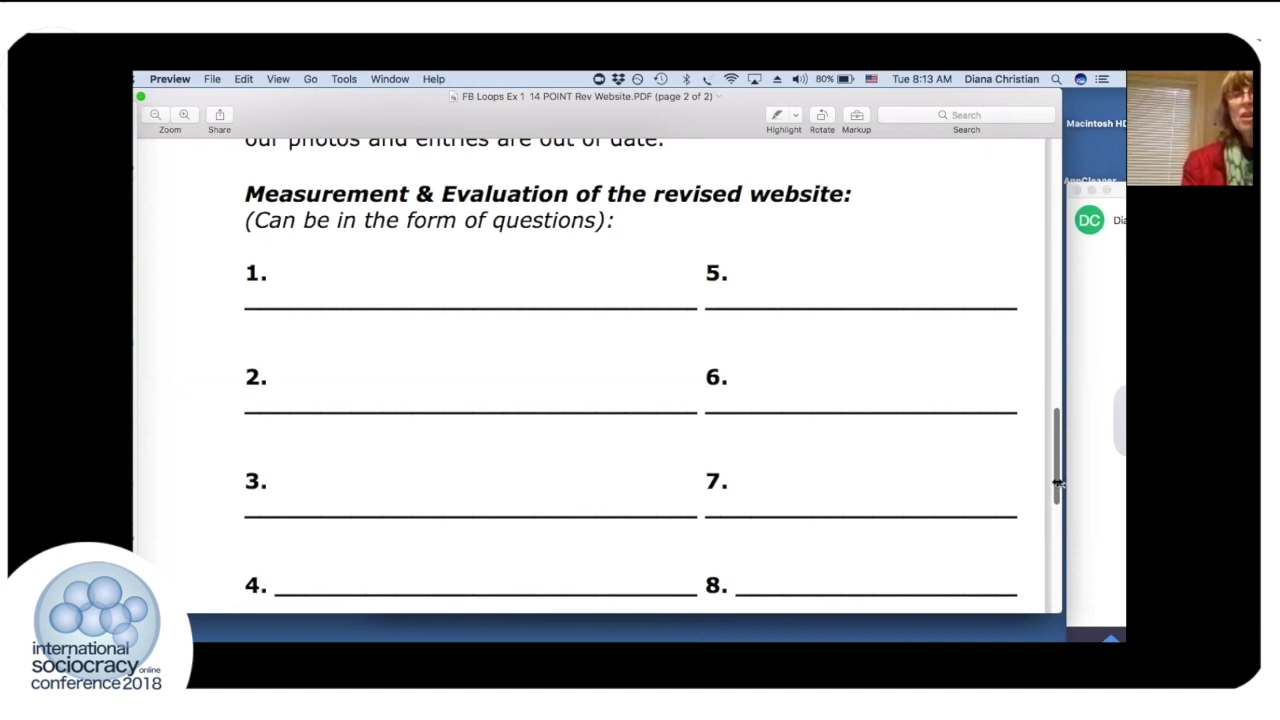 Preview File Edit View Go Tools Window Help 80% Tue 8:13 AM Diana Christian
FB Loops Ex 1 14 POINT Rev Website.PDF (page 2 of 2)
Search
Zoom Share Highlight Rotate Markup Search
Macintosh HD
AppCleaner
our photos and entries are out of date.
DC Dia
Measurement & Evaluation of the revised website:
(Can be in the form of questions):
1. 5.
2. 6.
3. 7.
4. 8.
international
sociocracy online
conference 2018